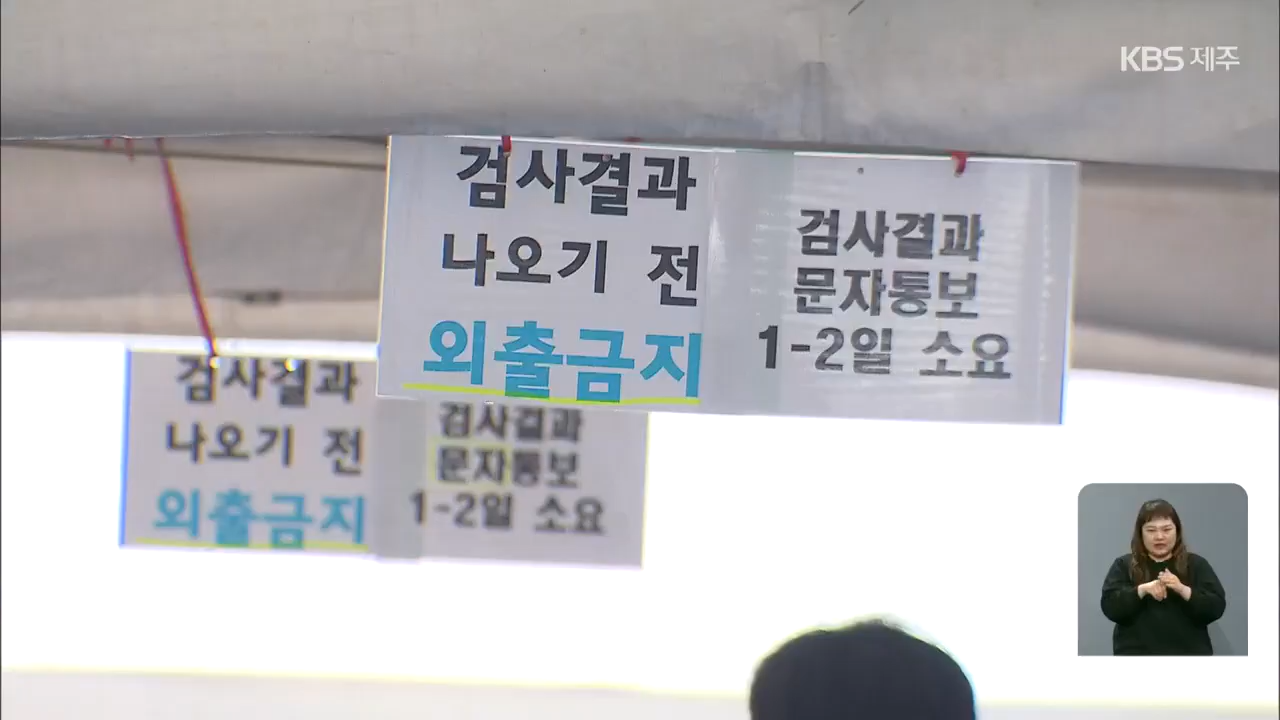 KBS 제주
검사결과
나오기 전
외출금지
검사결과
문자통보
1-2일 소요
검사결과
나오기 전
외출금지
검사결과
문자통보
1-2일 소요